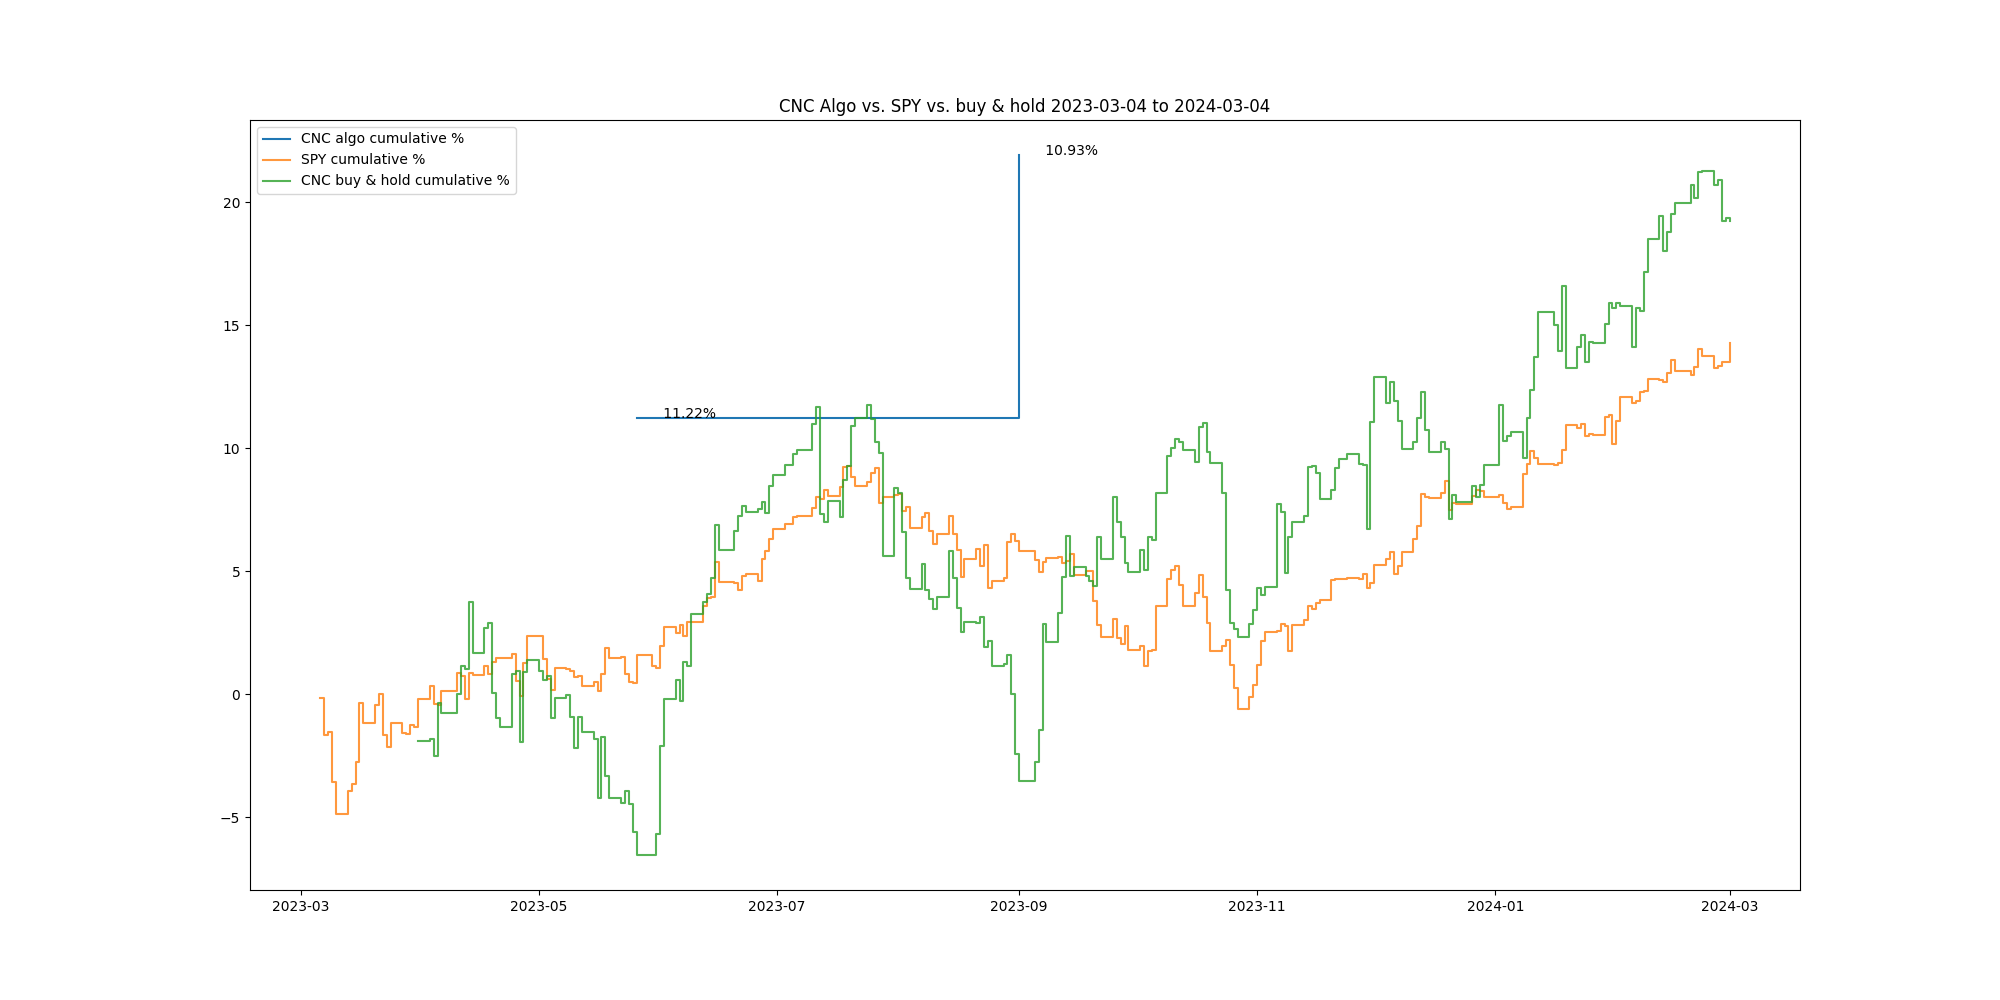 CNC Algo vs. SPY vs. buy & hold 2023-03-04 to 2024-03-04
CNC algo cumulative %
SPY cumulative %
CNC buy & hold cumulative %
10.93%
11.22%
20
15
10
5
0
−5
2023-03 2023-05 2023-07 2023-09 2023-11 2024-01 2024-03